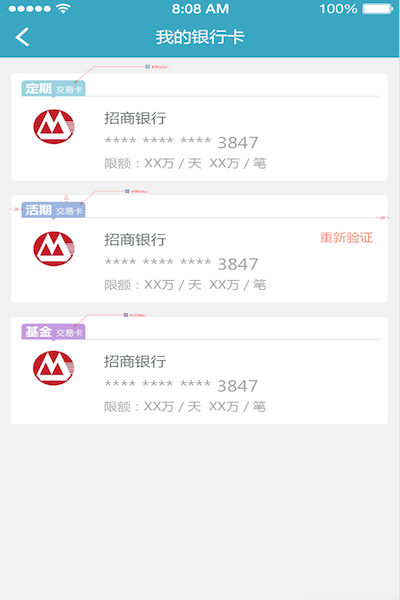 8:08 AM 100%
我的银行卡
定期 交易卡
招商银行
**** **** **** 3847
限额：XX万 / 天 XX万 / 笔
活期 交易卡
招商银行
重新验证
**** **** **** 3847
限额：XX万 / 天 XX万 / 笔
基金 交易卡
招商银行
**** **** **** 3847
限额：XX万 / 天 XX万 / 笔